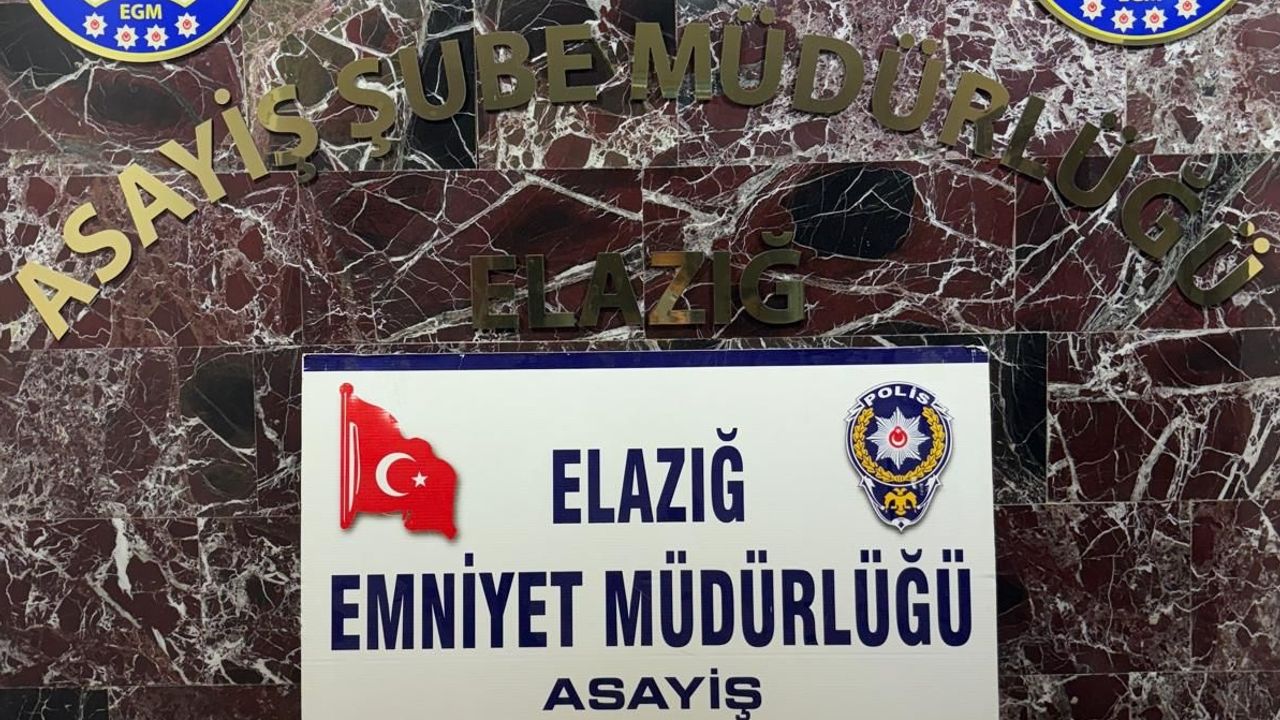 EGM
ASAYİŞ ŞUBE MÜDÜRLÜĞÜ
ELAZIĞ
POLİS
ELAZIĞ
EMNİYET MÜDÜRLÜĞÜ
ASAYİŞ